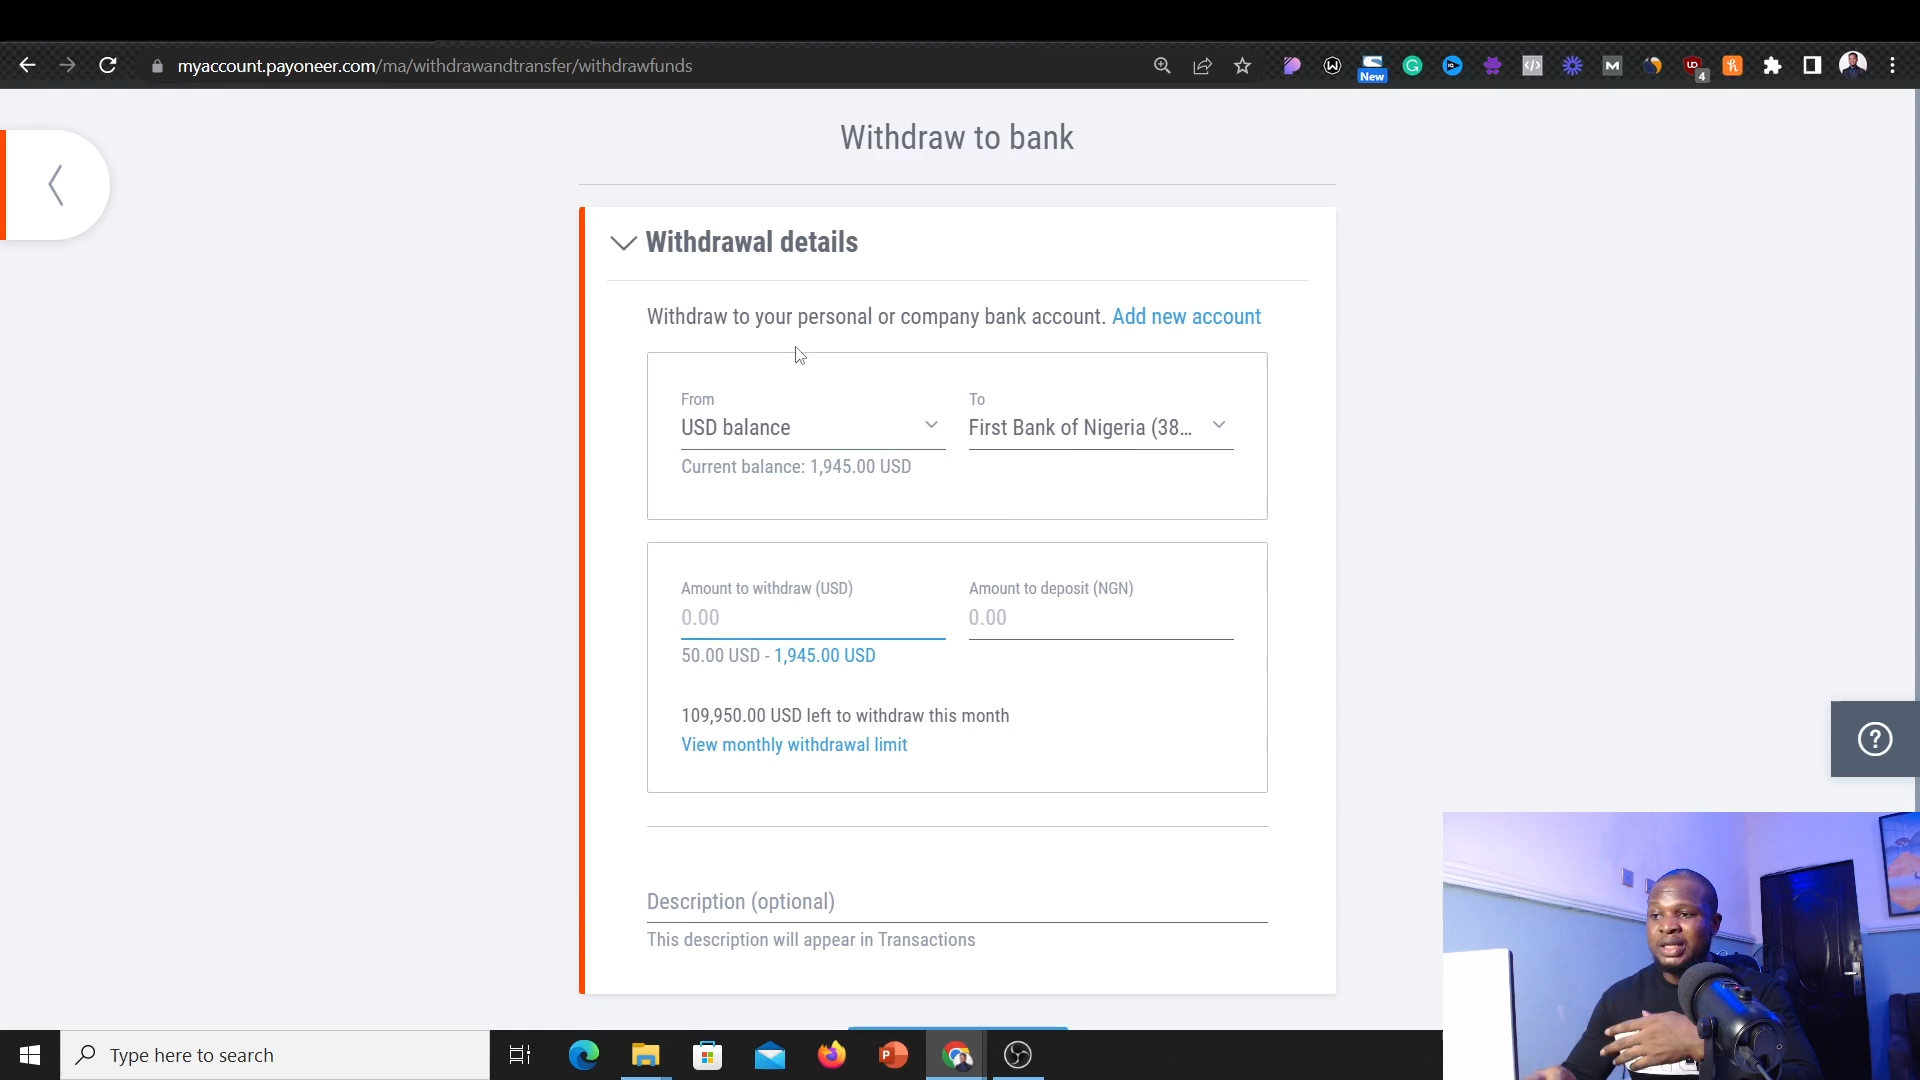 myaccount.payoneer.com/ma/withdrawandtransfer/withdrawfunds
New
4
Withdraw to bank
Withdrawal details
Withdraw to your personal or company bank account. Add new account
From
To
USD balance
First Bank of Nigeria (38...
Current balance: 1,945.00 USD
Amount to withdraw (USD)
Amount to deposit (NGN)
0.00
0.00
50.00 USD - 1,945.00 USD
109,950.00 USD left to withdraw this month
View monthly withdrawal limit
Description (optional)
This description will appear in Transactions
Type here to search